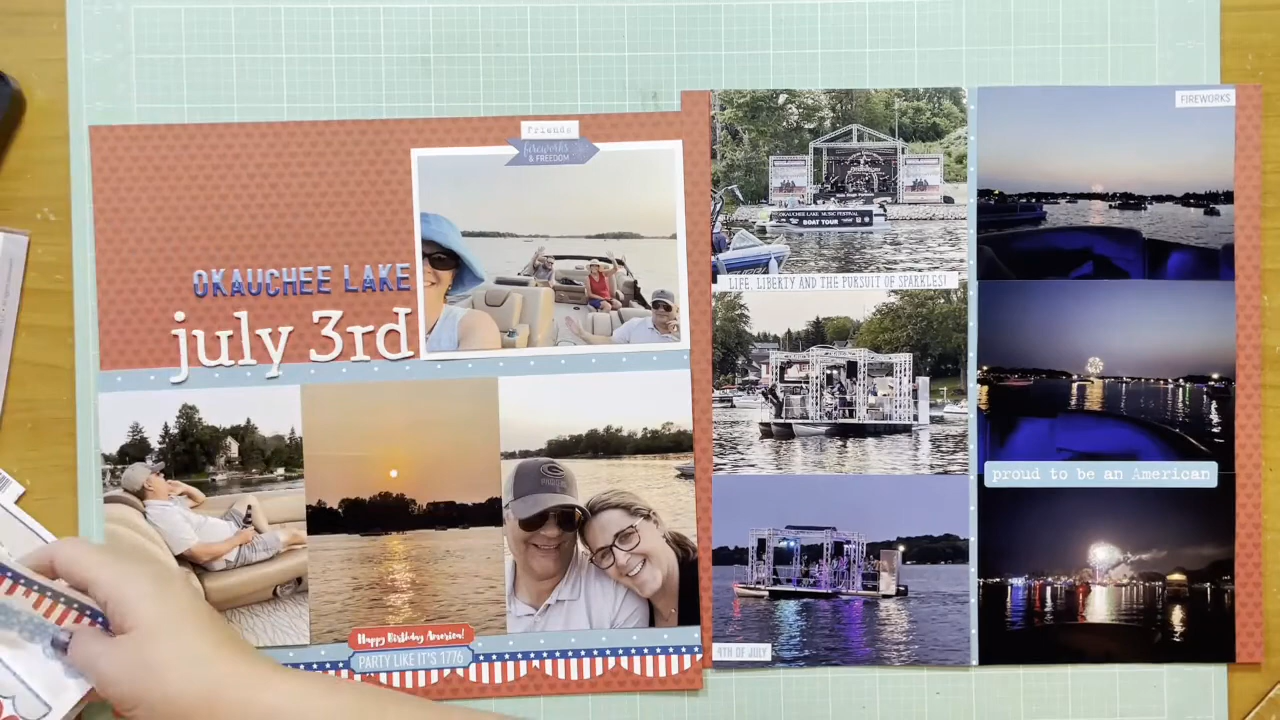 Friends
fireworks
& FREEDOM
OKAUCHEE LAKE
july 3rd
Happy Birthday America!
PARTY LIKE IT'S 1776
OKAUCHEE LAKE MUSIC FESTIVAL
BOAT TOUR
LIFE, LIBERTY AND THE PURSUIT OF SPARKLES!
4TH OF JULY
FIREWORKS
proud to be an American